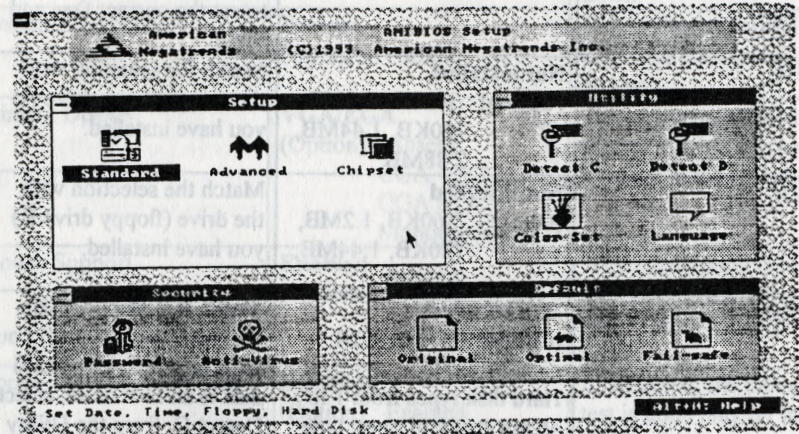 American
Megatrends
AMIBIOS Setup
(C)1993, American Megatrends Inc.
Setup
Standard
Advanced
Chipset
Utility
Detect C
Detect D
Color Set
Language
Security
Password
Anti-Virus
Default
Original
Optimal
Fail-safe
Set Date, Time, Floppy, Hard Disk
Alt+H: Help